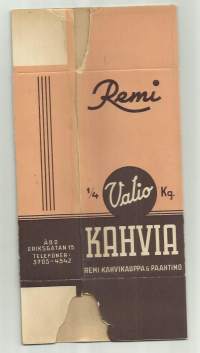 Remi
1/4 Valio Kg.
KAHVIA
REMI KAHVIKAUPPA & PAAHTIMO
ÅBO
ERIKSGATAN 15
TELEFONER:
3705-4542